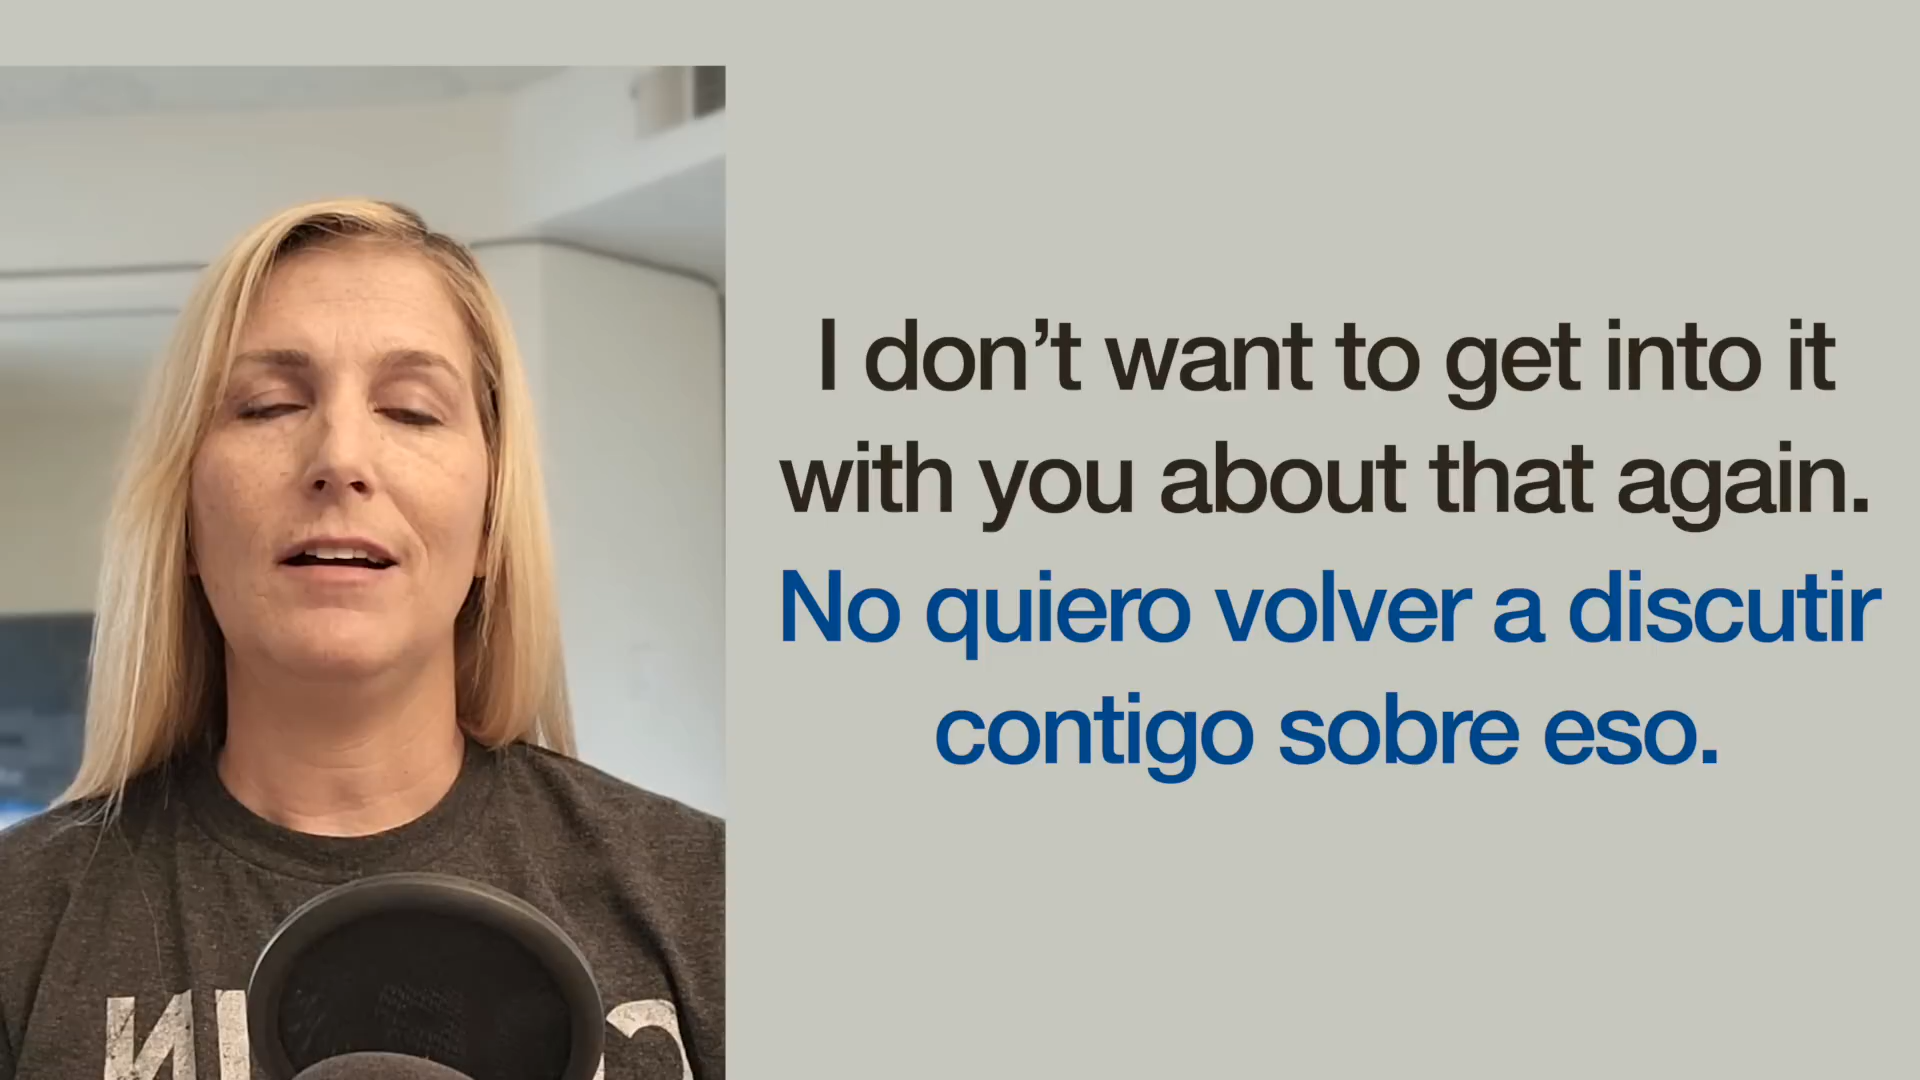 I don’t want to get into it
with you about that again.
No quiero volver a discutir
contigo sobre eso.